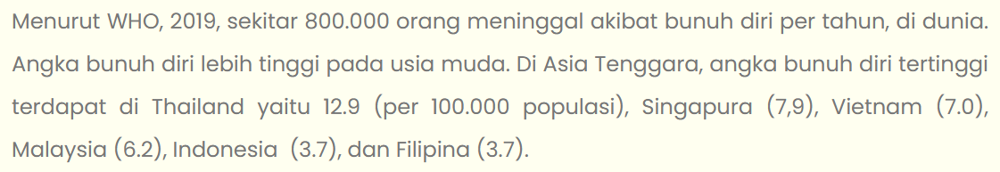 Menurut WHO, 2019, sekitar 800.000 orang meninggal akibat bunuh diri per tahun, di dunia.
Angka bunuh diri lebih tinggi pada usia muda. Di Asia Tenggara, angka bunuh diri tertinggi
terdapat di Thailand yaitu 12.9 (per 100.000 populasi), Singapura (7,9), Vietnam (7.0),
Malaysia (6.2), Indonesia  (3.7), dan Filipina (3.7).